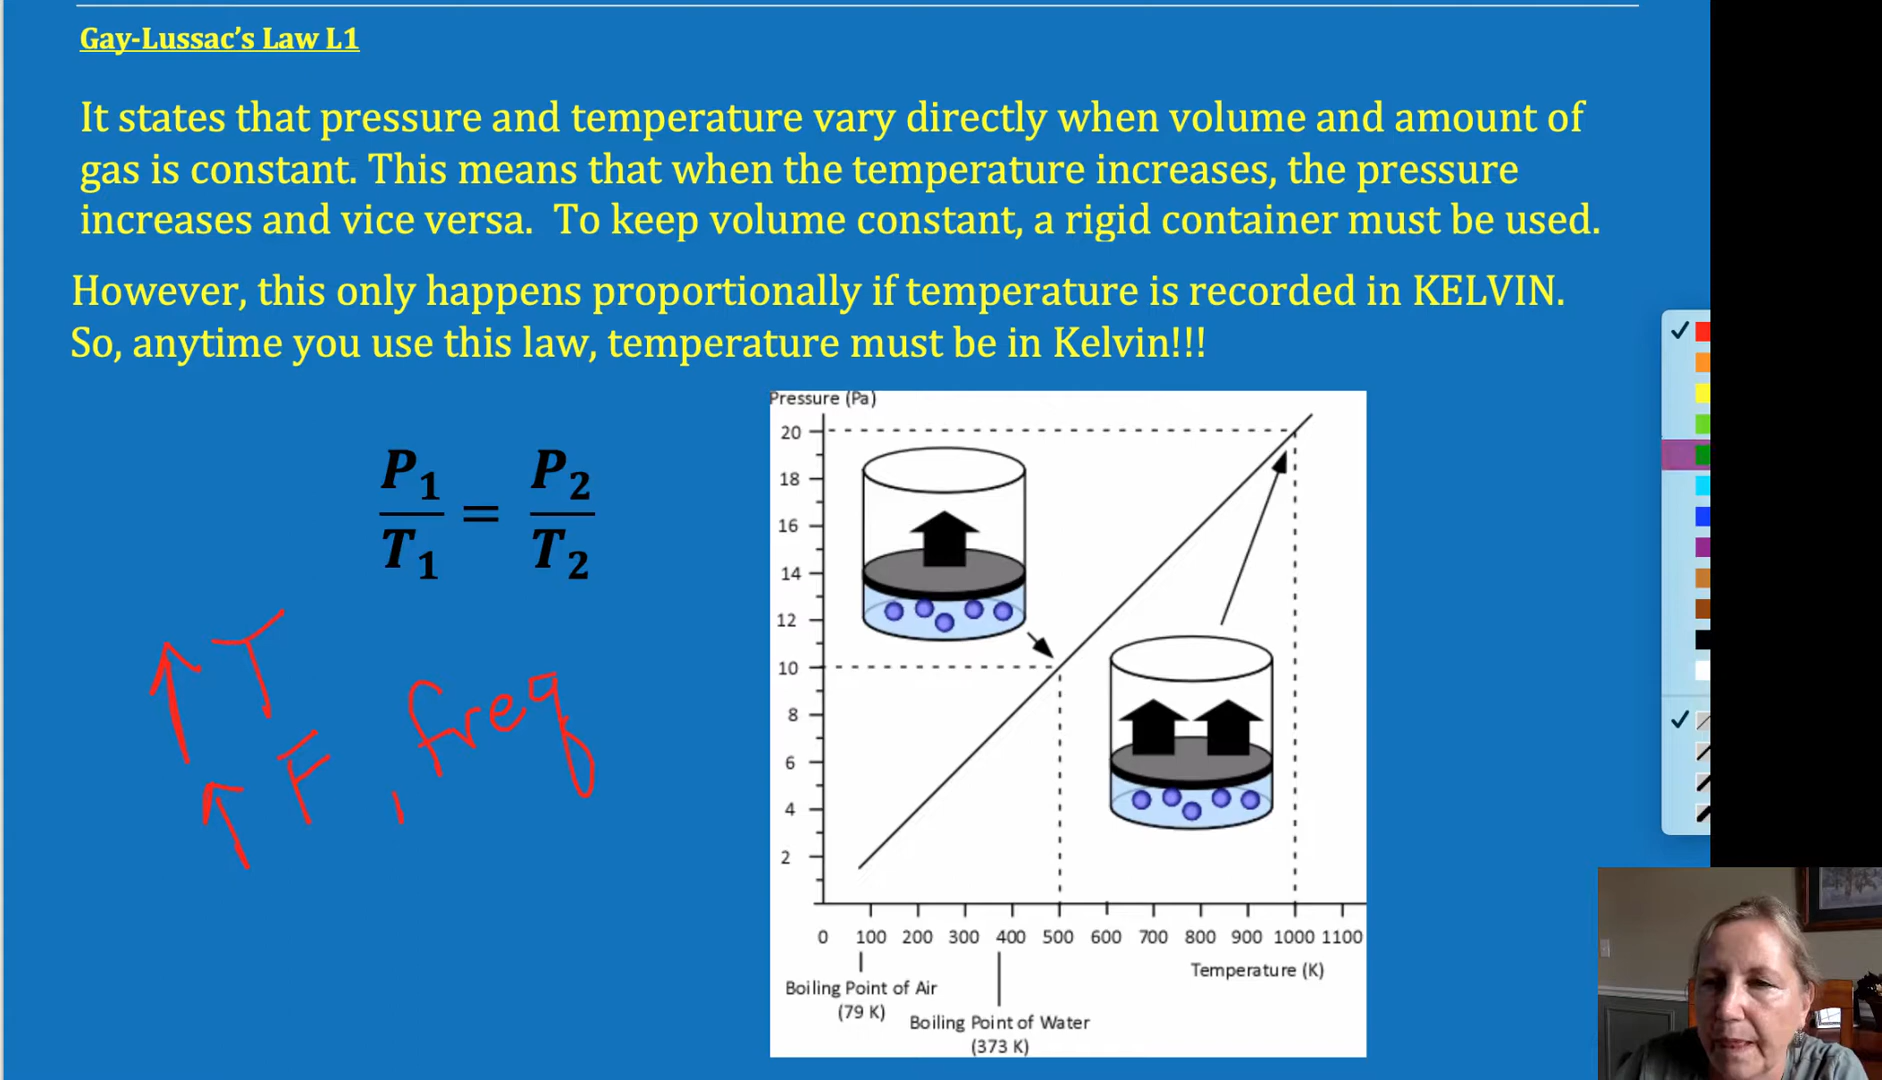 Gay-Lussac’s Law L1
It states that pressure and temperature vary directly when volume and amount of
gas is constant. This means that when the temperature increases, the pressure
increases and vice versa.  To keep volume constant, a rigid container must be used.
However, this only happens proportionally if temperature is recorded in KELVIN.
So, anytime you use this law, temperature must be in Kelvin!!!
P₁/T₁ = P₂/T₂
↑ T
↑ F , freq
Pressure (Pa)
20
18
16
14
12
10
8
6
4
2
0 100 200 300 400 500 600 700 800 900 1000 1100
Temperature (K)
Boiling Point of Air
(79 K)
Boiling Point of Water
(373 K)